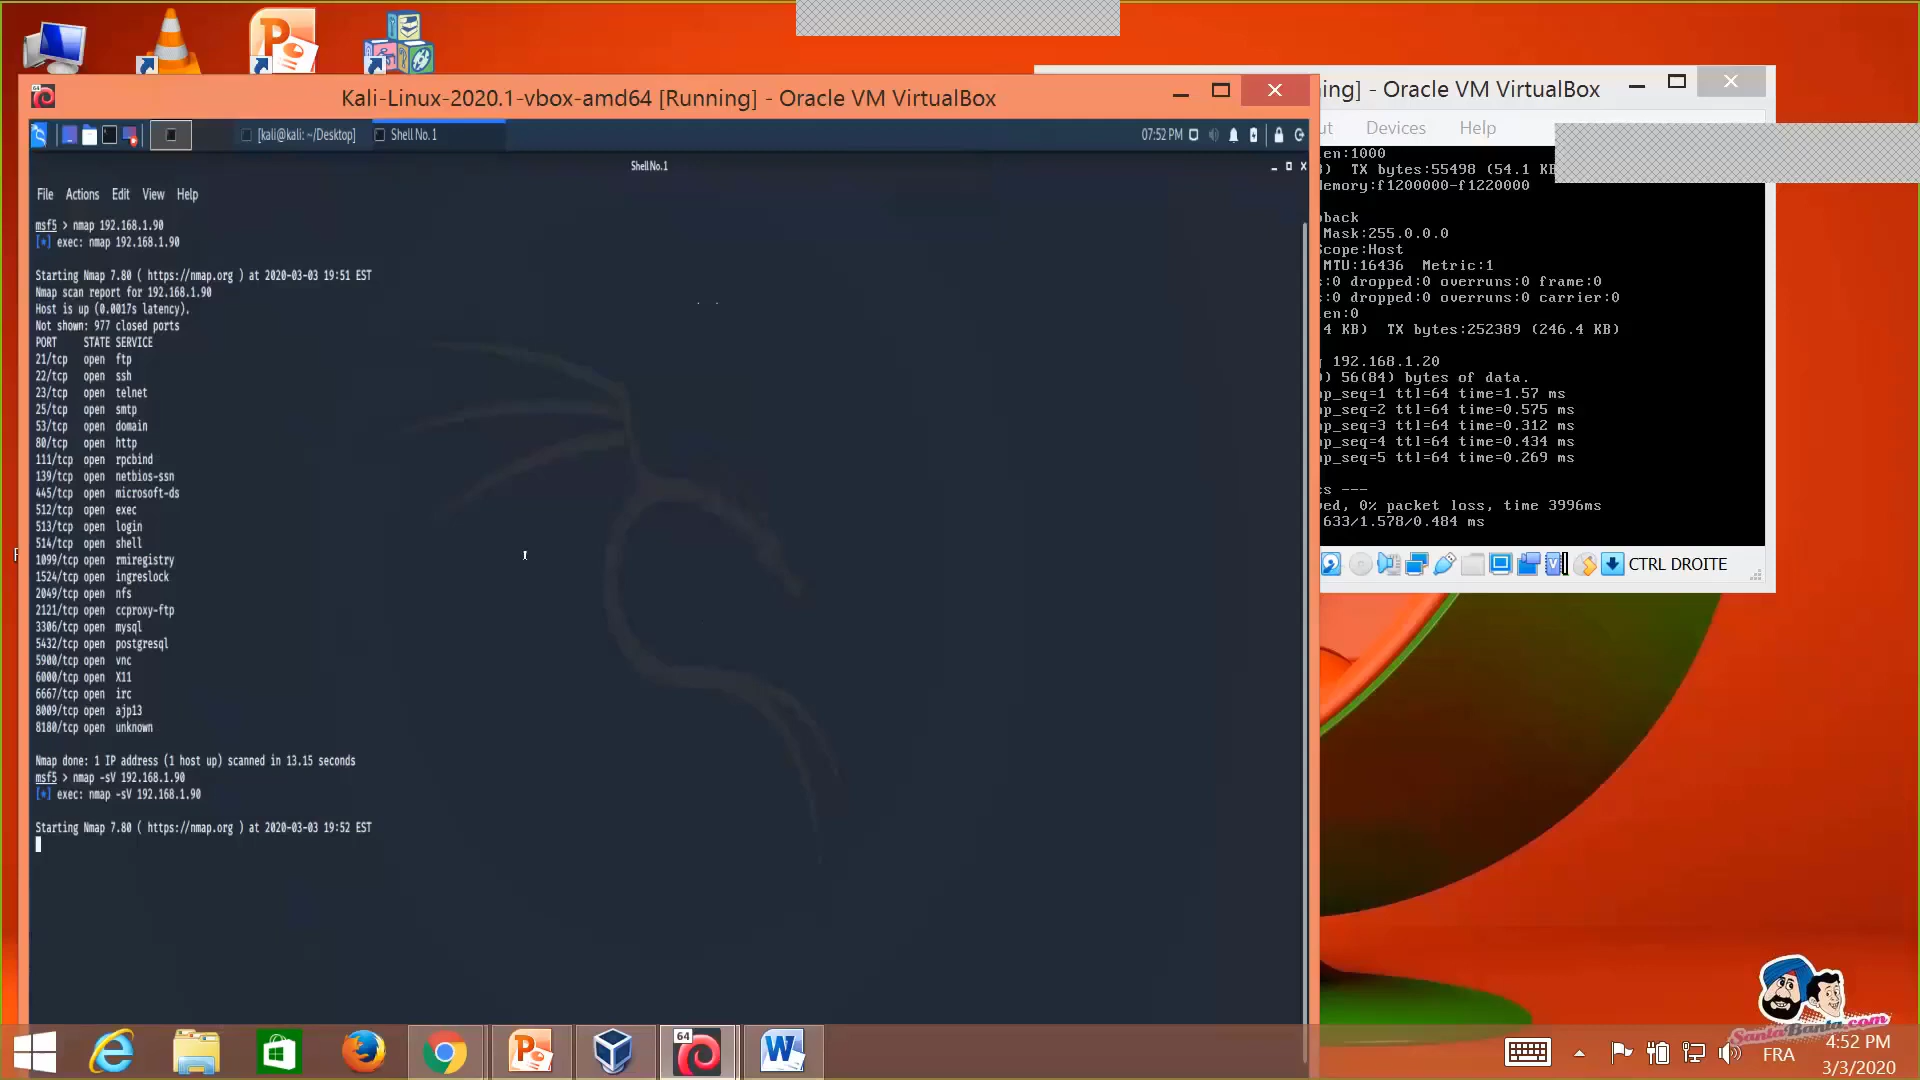 Kali-Linux-2020.1-vbox-amd64 [Running] - Oracle VM VirtualBox
[kali@kali: ~/Desktop]
Shell No. 1
07:52 PM
Shell No. 1
File Actions Edit View Help
msf5 > nmap 192.168.1.90
[*] exec: nmap 192.168.1.90
Starting Nmap 7.80 ( https://nmap.org ) at 2020-03-03 19:51 EST
Nmap scan report for 192.168.1.90
Host is up (0.0017s latency).
Not shown: 977 closed ports
PORT STATE SERVICE
21/tcp open ftp
22/tcp open ssh
23/tcp open telnet
25/tcp open smtp
53/tcp open domain
80/tcp open http
111/tcp open rpcbind
139/tcp open netbios-ssn
445/tcp open microsoft-ds
512/tcp open exec
513/tcp open login
514/tcp open shell
1099/tcp open rmiregistry
1524/tcp open ingreslock
2049/tcp open nfs
2121/tcp open ccproxy-ftp
3306/tcp open mysql
5432/tcp open postgresql
5900/tcp open vnc
6000/tcp open X11
6667/tcp open irc
8009/tcp open ajp13
8180/tcp open unknown
Nmap done: 1 IP address (1 host up) scanned in 13.15 seconds
msf5 > nmap -sV 192.168.1.90
[*] exec: nmap -sV 192.168.1.90
Starting Nmap 7.80 ( https://nmap.org ) at 2020-03-03 19:52 EST
ing] - Oracle VM VirtualBox
ut Devices Help
en:1000
) TX bytes:55498 (54.1 KB
emory:f1200000-f1220000
pback
Mask:255.0.0.0
cope:Host
MTU:16436 Metric:1
:0 dropped:0 overruns:0 frame:0
:0 dropped:0 overruns:0 carrier:0
en:0
4 KB) TX bytes:252389 (246.4 KB)
192.168.1.20
) 56(84) bytes of data.
mp_seq=1 ttl=64 time=1.57 ms
mp_seq=2 ttl=64 time=0.575 ms
mp_seq=3 ttl=64 time=0.312 ms
mp_seq=4 ttl=64 time=0.434 ms
mp_seq=5 ttl=64 time=0.269 ms
cs ---
ved, 0% packet loss, time 3996ms
633/1.578/0.484 ms
CTRL DROITE
SantaBanta.com
64
FRA
4:52 PM
3/3/2020